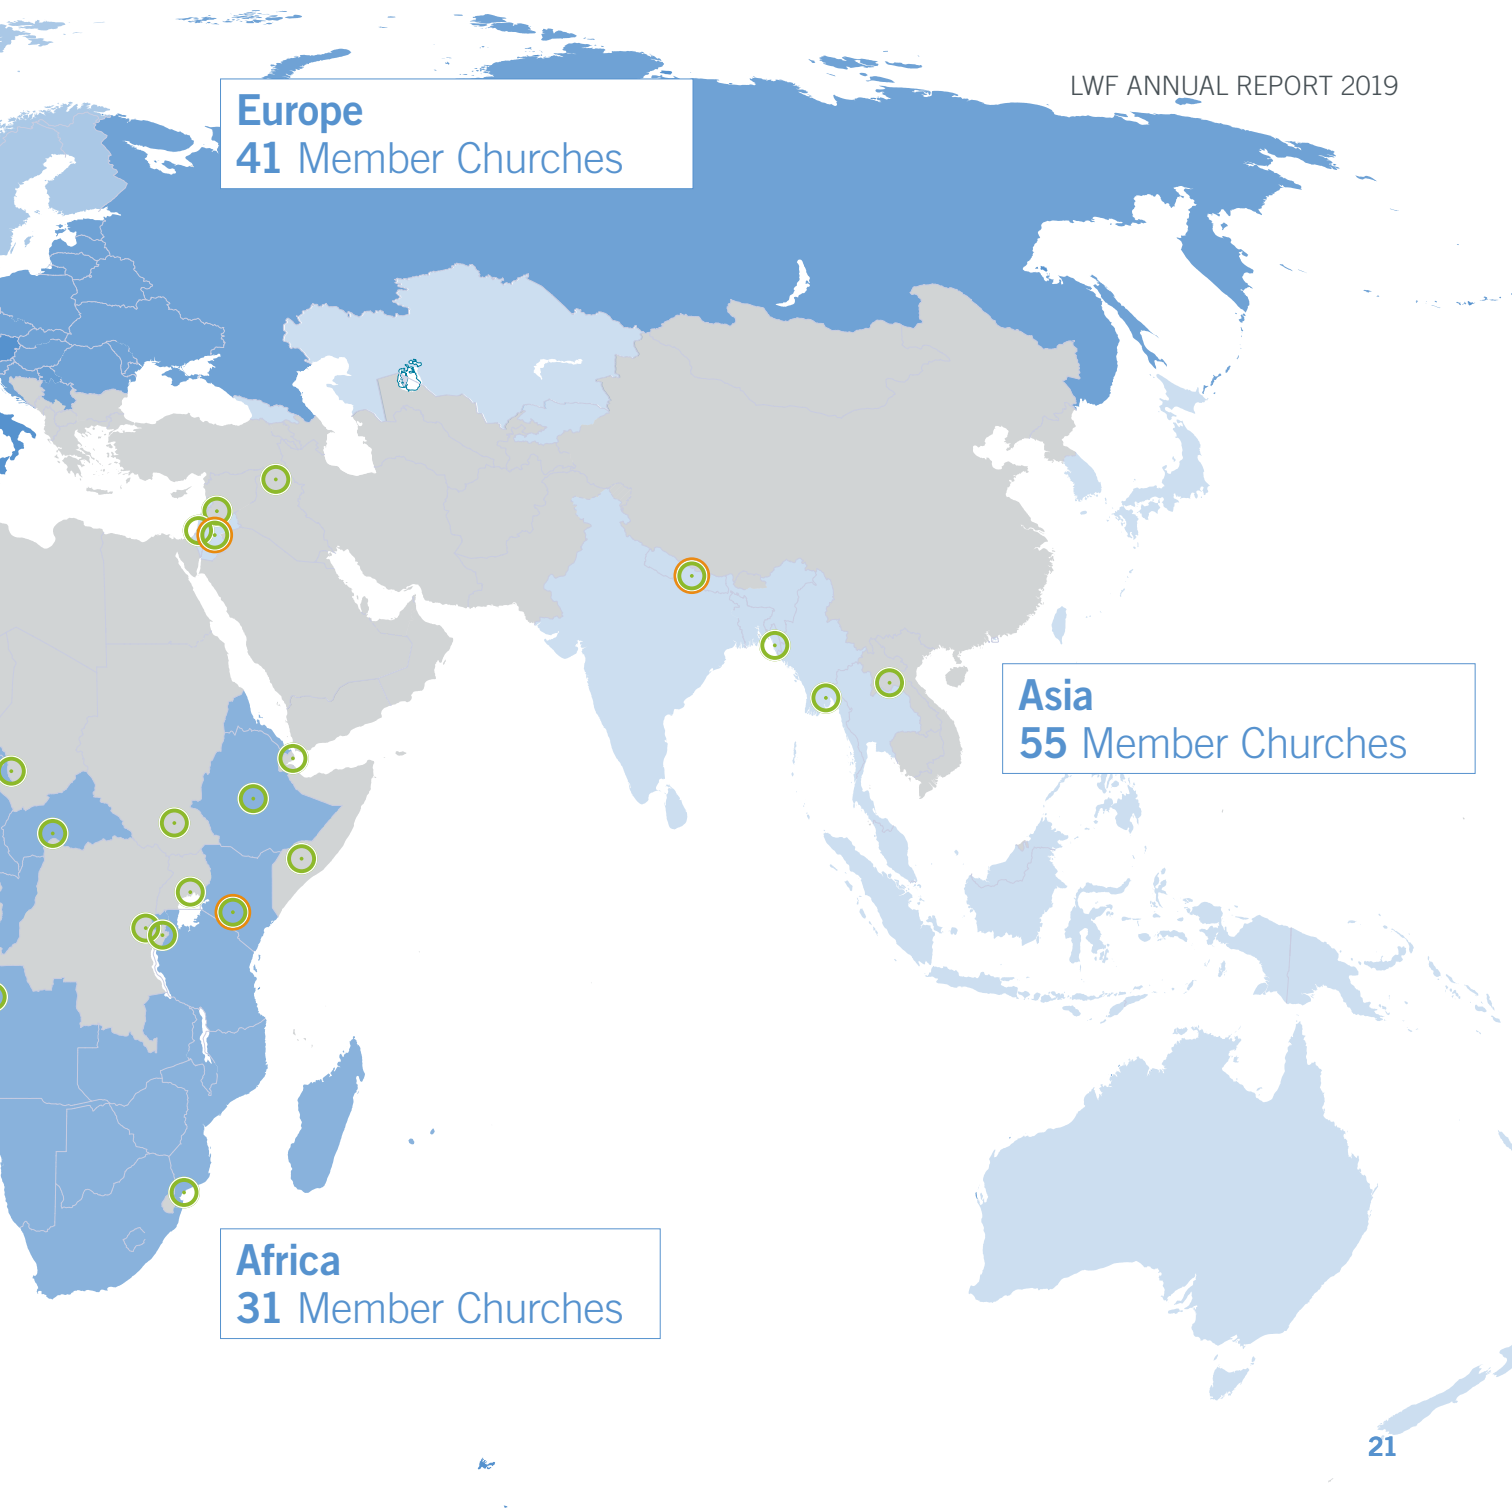 LWF ANNUAL REPORT 2019
Europe
41 Member Churches
Asia
55 Member Churches
Africa
31 Member Churches
21